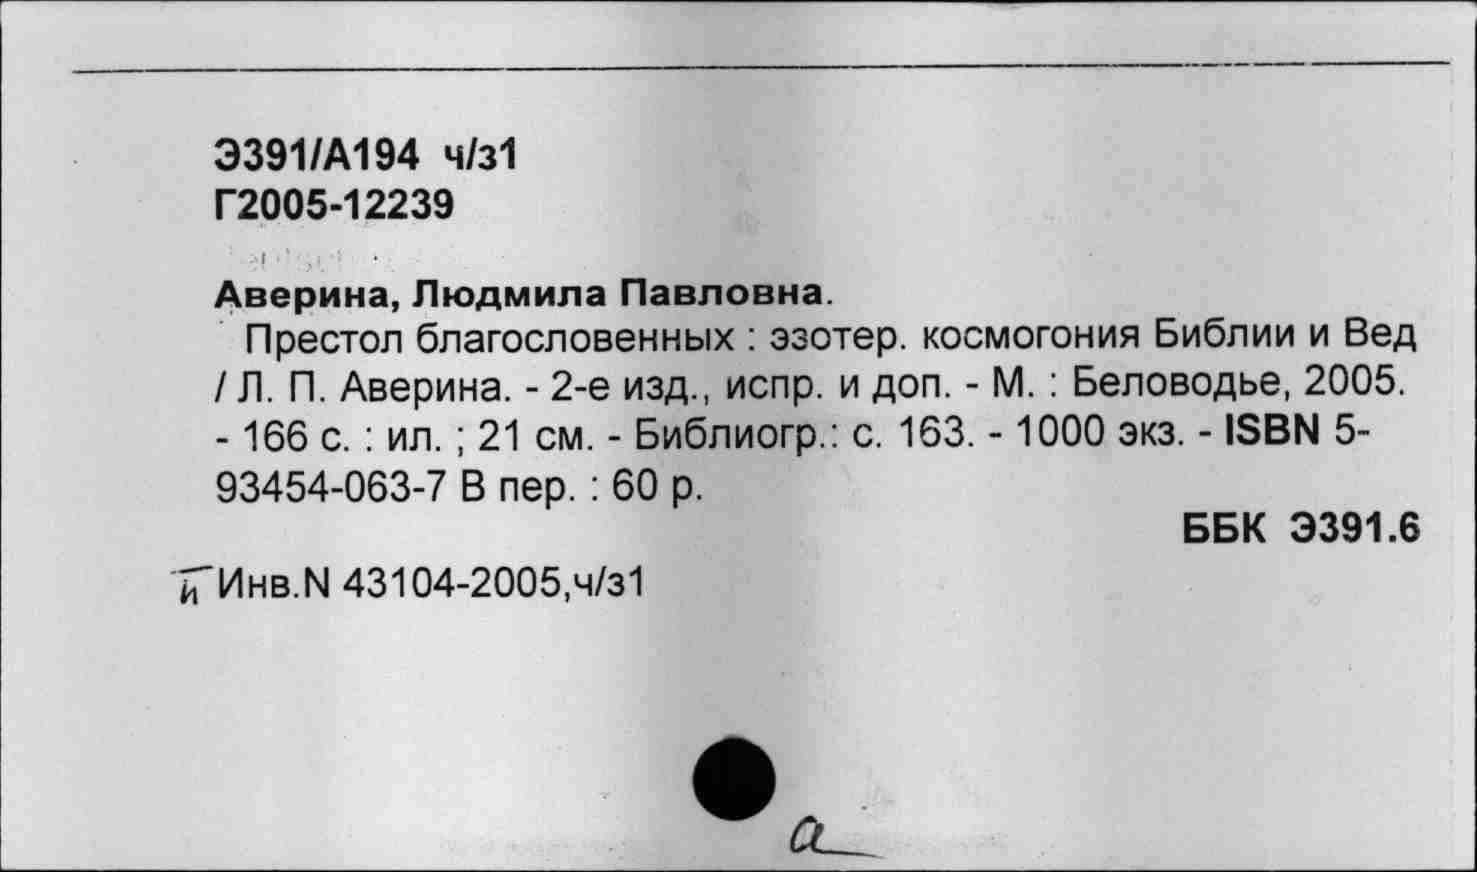 Э391/А194 ч/з1
Г2005-12239
Аверина, Людмила Павловна.
Престол благословенных : эзотер. космогония Библии и Вед
/ Л. П. Аверина. - 2-е изд., испр. и доп. - М. : Беловодье, 2005.
- 166 с. : ил. ; 21 см. - Библиогр.: с. 163. - 1000 экз. - ISBN 5-
93454-063-7 В пер. : 60 р.
ББК Э391.6
Инв.N 43104-2005,ч/з1
а